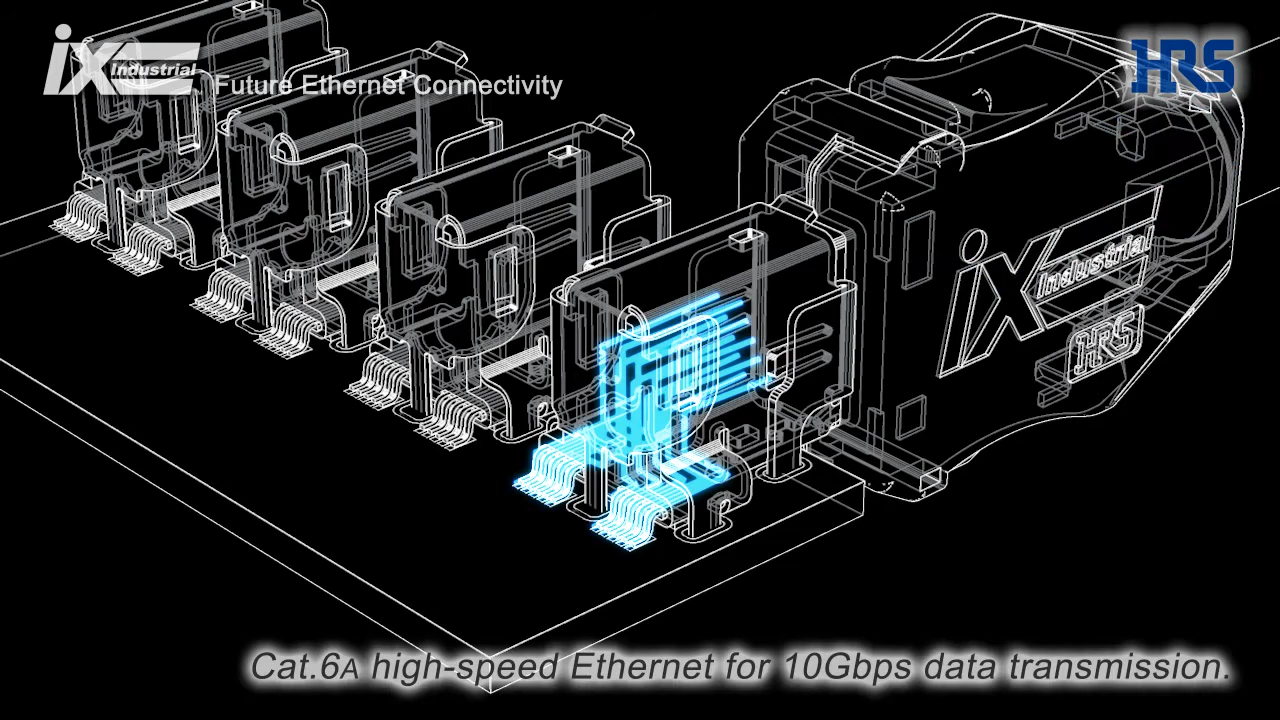 iX Industrial
Future Ethernet Connectivity
HRS
iX Industrial
HRS
Cat.6A high-speed Ethernet for 10Gbps data transmission.